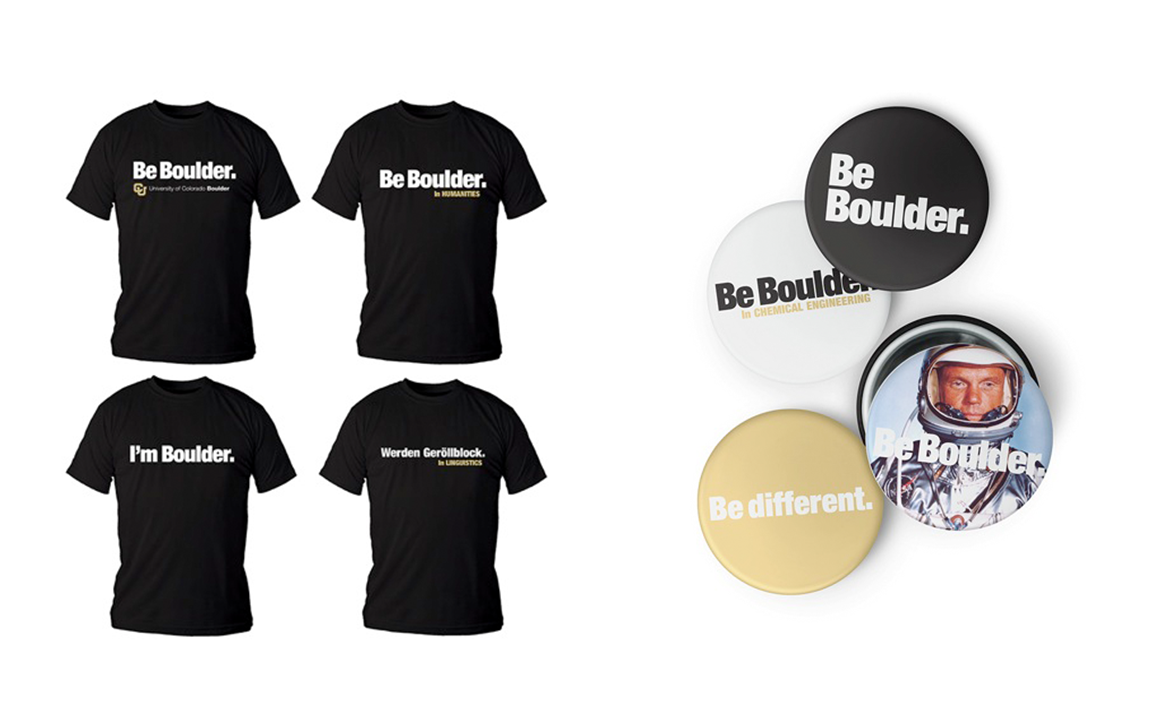 Be Boulder.
CU University of Colorado Boulder
Be Boulder.
In HUMANITIES
I'm Boulder.
Werden Geröllblock.
In LINGUISTICS
Be
Boulder.
Be Boulder.
In CHEMICAL ENGINEERING
Be Boulder.
Be different.